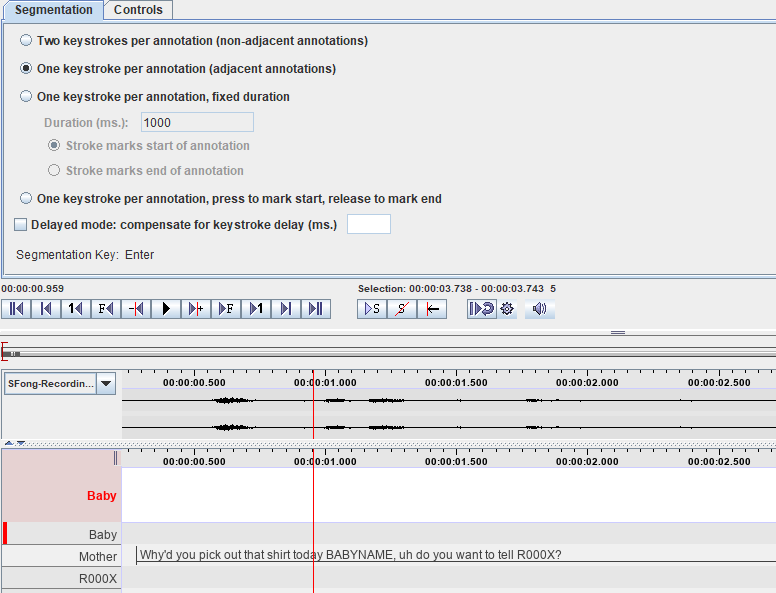 Segmentation Controls
Two keystrokes per annotation (non-adjacent annotations)
One keystroke per annotation (adjacent annotations)
One keystroke per annotation, fixed duration
Duration (ms.): 1000
Stroke marks start of annotation
Stroke marks end of annotation
One keystroke per annotation, press to mark start, release to mark end
Delayed mode: compensate for keystroke delay (ms.)
Segmentation Key: Enter
00:00:00.959 Selection: 00:00:03.738 - 00:00:03.743 5
1 F F 1 S S
SFong-Recordin... 00:00:00.500 00:00:01.000 00:00:01.500 00:00:02.000 00:00:02.500
00:00:00.500 00:00:01.000 00:00:01.500 00:00:02.000 00:00:02.500
Baby
Baby
Mother Why'd you pick out that shirt today BABYNAME, uh do you want to tell R000X?
R000X